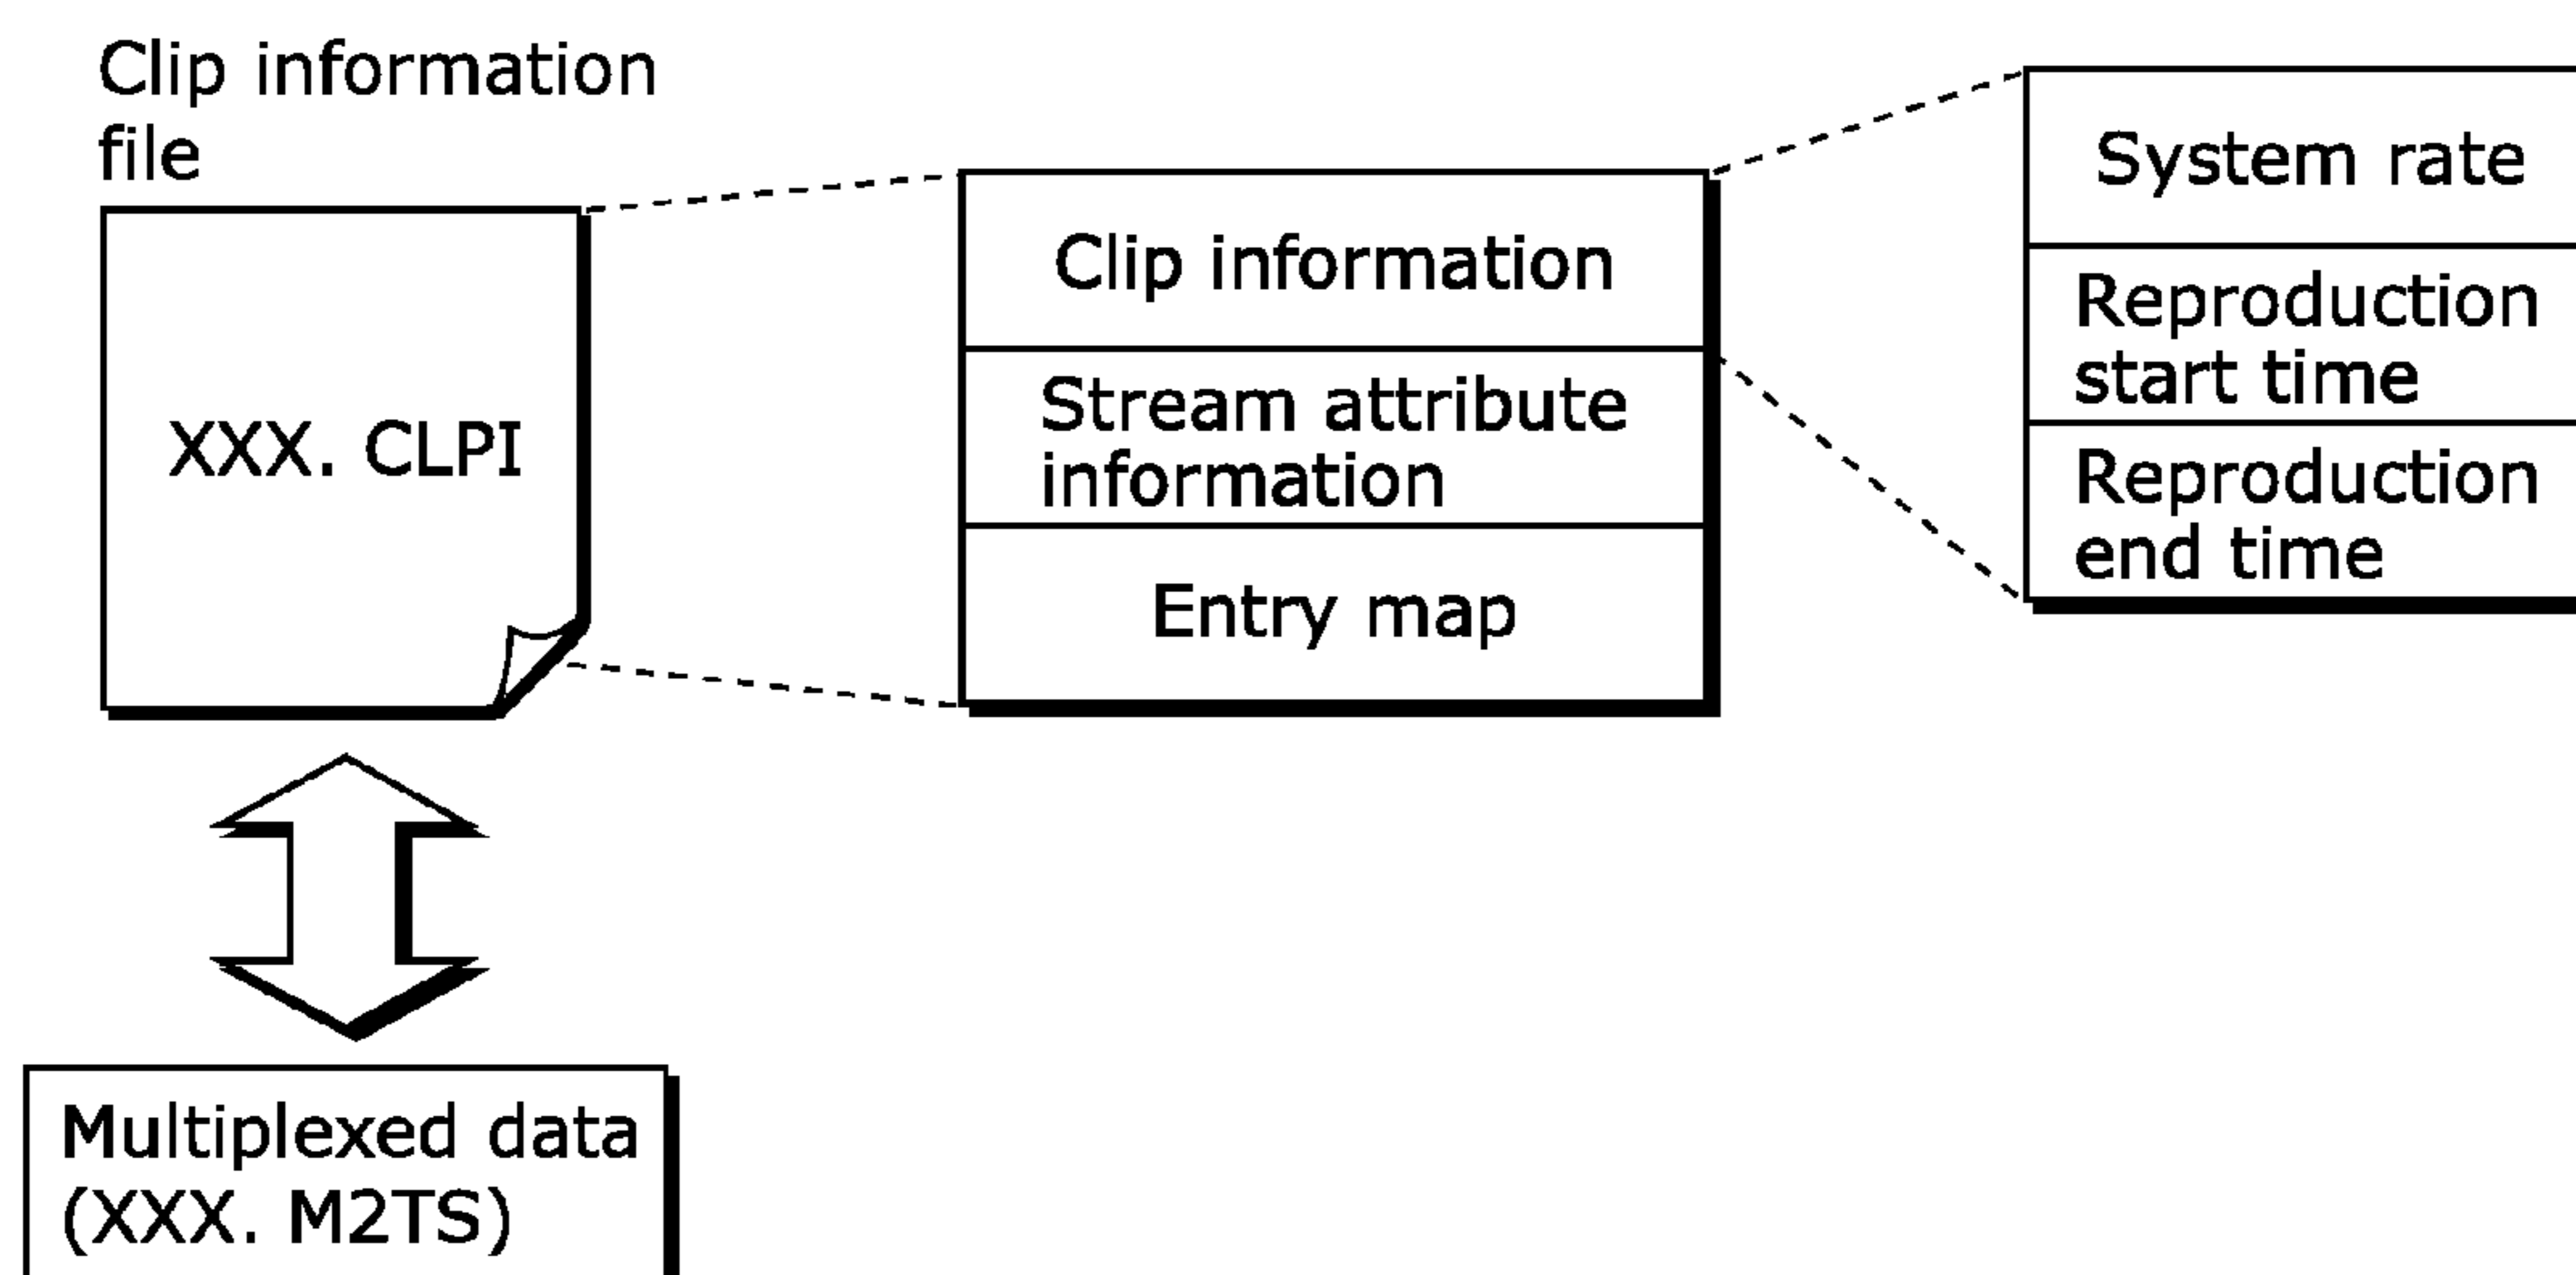 Clip information
file
XXX. CLPI
Clip information
Stream attribute
information
Entry map
System rate
Reproduction
start time
Reproduction
end time
Multiplexed data
(XXX. M2TS)